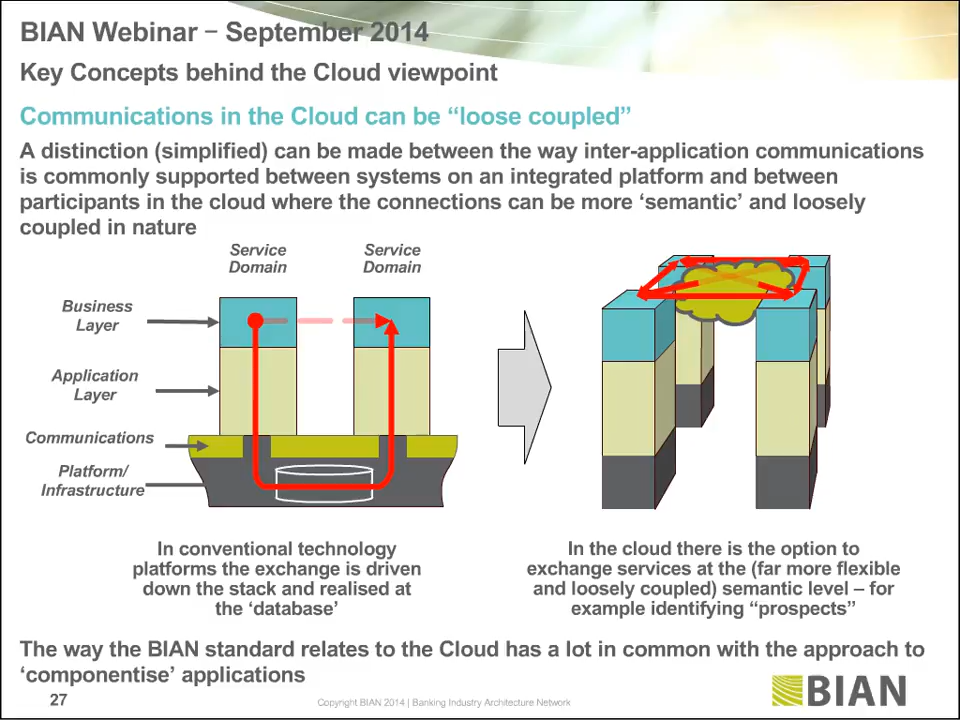 BIAN Webinar – September 2014
Key Concepts behind the Cloud viewpoint
Communications in the Cloud can be “loose coupled”
A distinction (simplified) can be made between the way inter-application communications
is commonly supported between systems on an integrated platform and between
participants in the cloud where the connections can be more ‘semantic’ and loosely
coupled in nature
Service
Domain
Service
Domain
Business
Layer
Application
Layer
Communications
Platform/
Infrastructure
In conventional technology
platforms the exchange is driven
down the stack and realised at
the ‘database’
In the cloud there is the option to
exchange services at the (far more flexible
and loosely coupled) semantic level – for
example identifying “prospects”
The way the BIAN standard relates to the Cloud has a lot in common with the approach to
‘componentise’ applications
27
Copyright BIAN 2014 | Banking Industry Architecture Network
BIAN